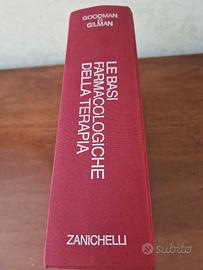 GOODMAN
& GILMAN
LE BASI
FARMACOLOGICHE
DELLA TERAPIA
ZANICHELLI
subito